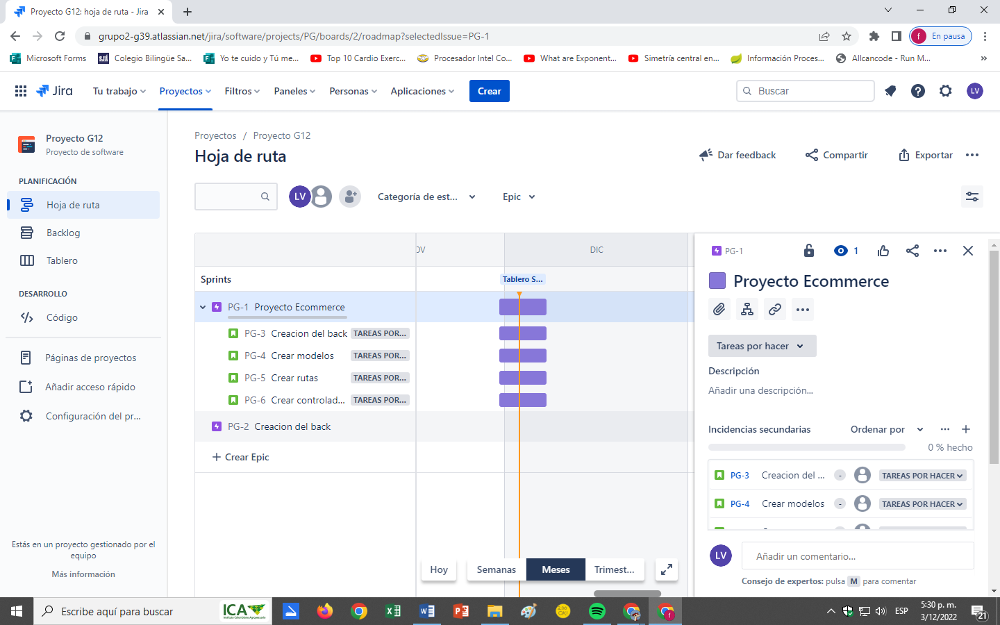 Proyecto G12: hoja de ruta - Jira
grupo2-g39.atlassian.net/jira/software/projects/PG/boards/2/roadmap?selectedIssue=PG-1
f En pausa
Microsoft Forms
Colegio Bilingüe Sa...
Yo te cuido y Tú me...
Top 10 Cardio Exerc...
Procesador Intel Co...
What are Exponent...
Simetría central en...
Información Proces...
Allcancode - Run M...
»
Jira
Tu trabajo
Proyectos
Filtros
Paneles
Personas
Aplicaciones
Crear
Buscar
LV
Proyecto G12
Proyecto de software
PLANIFICACIÓN
Hoja de ruta
Backlog
Tablero
DESARROLLO
Código
Páginas de proyectos
Añadir acceso rápido
Configuración del pr...
Estás en un proyecto gestionado por el
equipo
Más información
Proyectos / Proyecto G12
Hoja de ruta
Dar feedback
Compartir
Exportar
LV
Categoría de est...
Epic
OV
DIC
Sprints
Tablero S...
PG-1 Proyecto Ecommerce
PG-3 Creacion del back TAREAS POR...
PG-4 Crear modelos TAREAS POR...
PG-5 Crear rutas TAREAS POR...
PG-6 Crear controlad... TAREAS POR...
PG-2 Creacion del back
+ Crear Epic
Hoy
Semanas
Meses
Trimest...
PG-1
1
Proyecto Ecommerce
Tareas por hacer
Descripción
Añadir una descripción...
Incidencias secundarias
Ordenar por
0 % hecho
PG-3 Creacion del ... - TAREAS POR HACER
PG-4 Crear modelos - TAREAS POR HACER
LV
Añadir un comentario...
Consejo de expertos: pulsa M para comentar
Escribe aquí para buscar
ICA
ESP
5:30 p. m.
3/12/2022
21